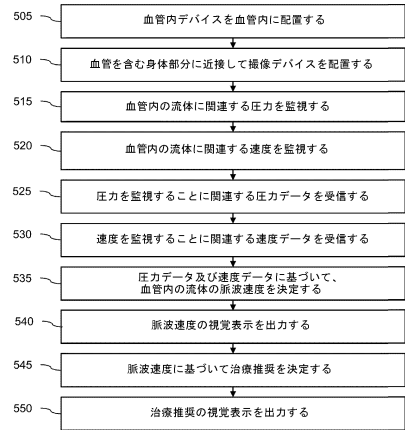 505
血管内デバイスを血管内に配置する
510
血管を含む身体部分に近接して撮像デバイスを配置する
515
血管内の流体に関連する圧力を監視する
520
血管内の流体に関連する速度を監視する
525
圧力を監視することに関連する圧力データを受信する
530
速度を監視することに関連する速度データを受信する
535
圧力データ及び速度データに基づいて、
血管内の流体の脈波速度を決定する
540
脈波速度の視覚表示を出力する
545
脈波速度に基づいて治療推奨を決定する
550
治療推奨の視覚表示を出力する